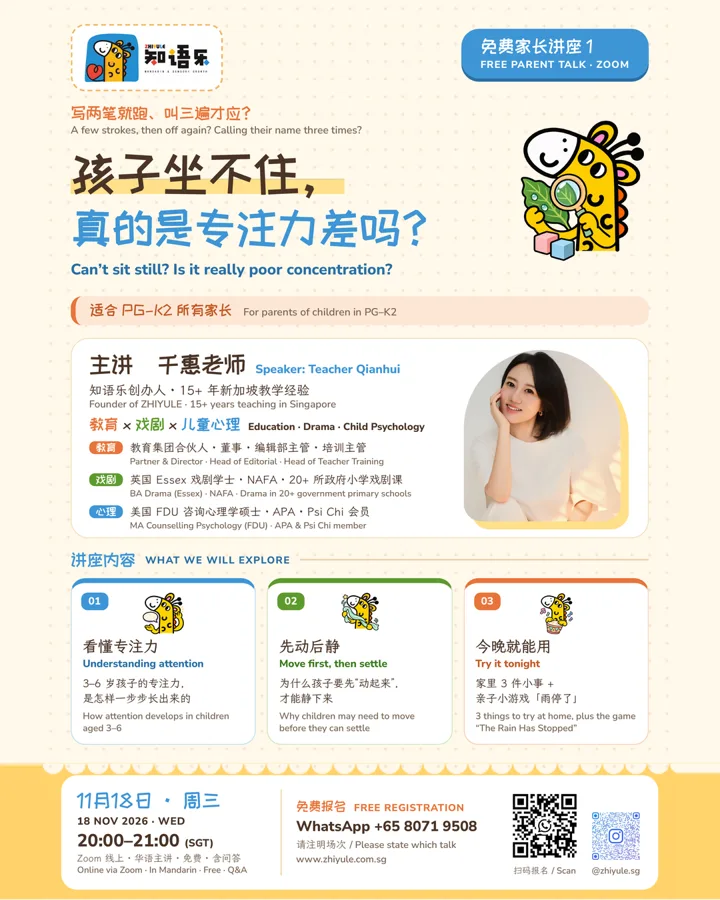 ZHIYULE
知语乐
MANDARIN & SENSORY GROWTH
免费家长讲座 1
FREE PARENT TALK · ZOOM
写两笔就跑、叫三遍才应？
A few strokes, then off again? Calling their name three times?
孩子坐不住，
真的是专注力差吗？
Can't sit still? Is it really poor concentration?
适合 PG–K2 所有家长 For parents of children in PG–K2
主讲 千惠老师 Speaker: Teacher Qianhui
知语乐创办人 · 15+ 年新加坡教学经验
Founder of ZHIYULE · 15+ years teaching in Singapore
教育 × 戏剧 × 儿童心理 Education · Drama · Child Psychology
教育 教育集团合伙人 · 董事 · 编辑部主管 · 培训主管
Partner & Director · Head of Editorial · Head of Teacher Training
戏剧 英国 Essex 戏剧学士 · NAFA · 20+ 所政府小学戏剧课
BA Drama (Essex) · NAFA · Drama in 20+ government primary schools
心理 美国 FDU 咨询心理学硕士 · APA · Psi Chi 会员
MA Counselling Psychology (FDU) · APA & Psi Chi member
讲座内容 WHAT WE WILL EXPLORE
01
看懂专注力
Understanding attention
3–6 岁孩子的专注力，
是怎样一步步长出来的
How attention develops in children
aged 3–6
02
先动后静
Move first, then settle
为什么孩子要先"动起来"，
才能静下来
Why children may need to move
before they can settle
03
今晚就能用
Try it tonight
家里 3 件小事 +
亲子小游戏「雨停了」
3 things to try at home, plus the game
"The Rain Has Stopped"
11月18日 · 周三
18 NOV 2026 · WED
20:00–21:00 (SGT)
Zoom 线上 · 华语主讲 · 免费 · 含问答
Online via Zoom · In Mandarin · Free · Q&A
免费报名 FREE REGISTRATION
WhatsApp +65 8071 9508
请注明场次 / Please state which talk
www.zhiyule.com.sg
扫码报名 / Scan
@zhiyule.sg